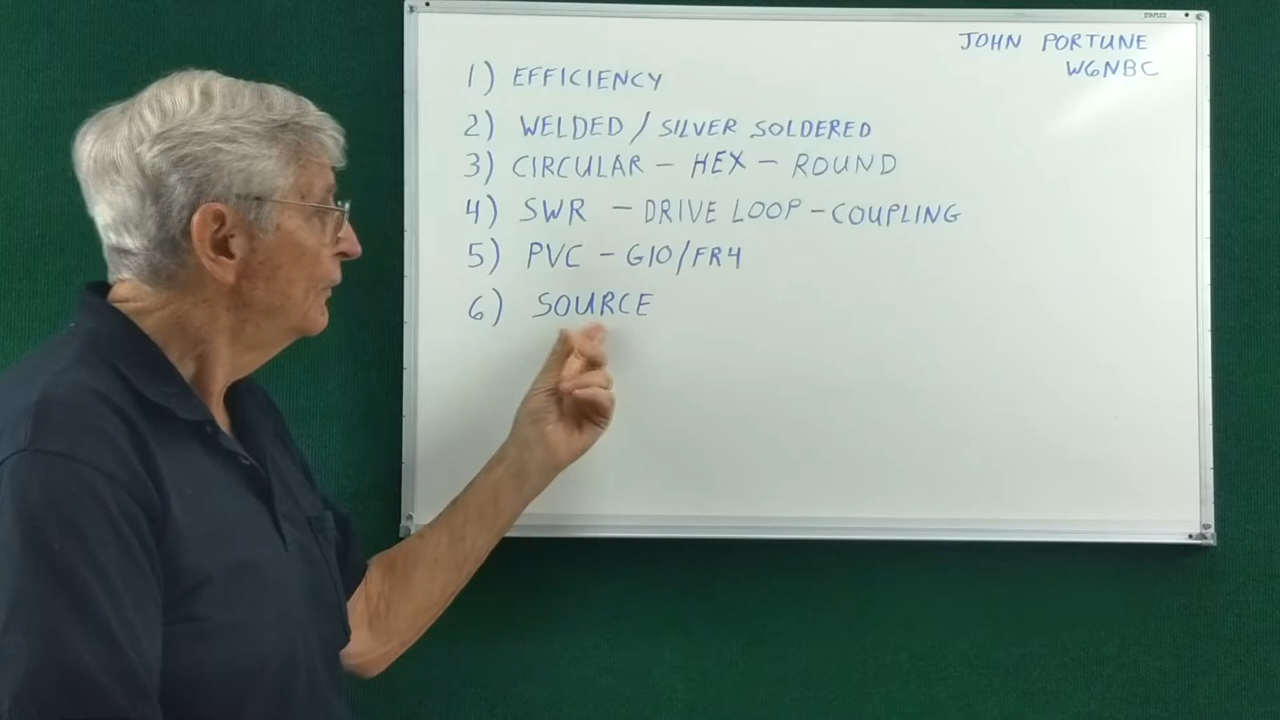 STAPLES
JOHN PORTUNE
W6NBC
1) EFFICIENCY
2) WELDED / SILVER SOLDERED
3) CIRCULAR - HEX - ROUND
4) SWR - DRIVE LOOP - COUPLING
5) PVC - G10/FR4
6) SOURCE